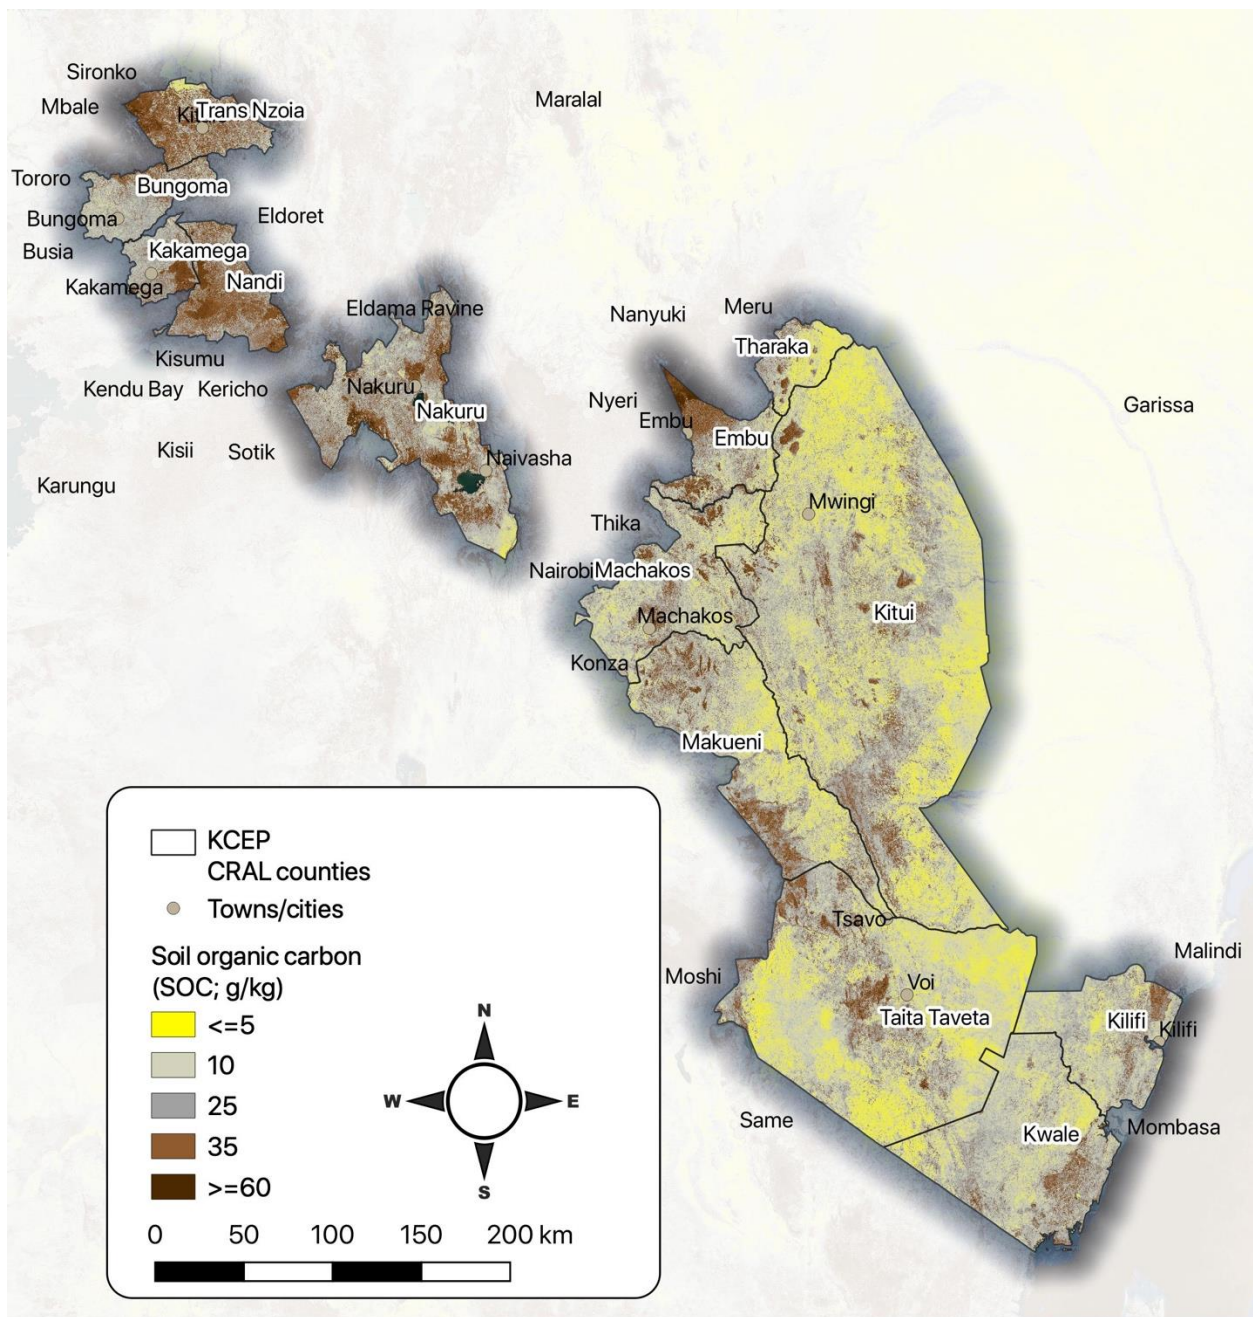 Sironko
Mbale
Trans Nzoia
Maralal
Tororo
Bungoma
Bungoma
Eldoret
Busia
Kakamega
Kakamega
Nandi
Eldama Ravine
Nanyuki
Meru
Tharaka
Kisumu
Kendu Bay
Kericho
Nakuru
Nakuru
Nyeri
Embu
Embu
Garissa
Kisii
Sotik
Naivasha
Karungu
Mwingi
Thika
Nairobi
Machakos
Machakos
Kitui
Konza
Makueni
Tsavo
Moshi
Voi
Taita Taveta
Malindi
Kilifi
Kilifi
Same
Kwale
Mombasa
KCEP
CRAL counties
Towns/cities
Soil organic carbon
(SOC; g/kg)
<=5
10
25
35
>=60
N
W
E
S
0 50 100 150 200 km